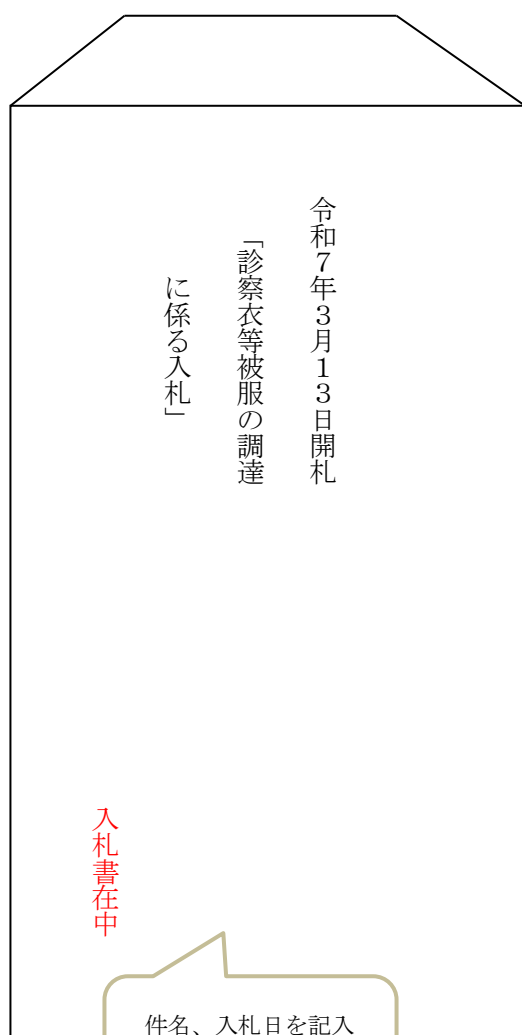 令和７年３月１３日開札
「診察衣等被服の調達
に係る入札」
入札書在中
件名、入札日を記入